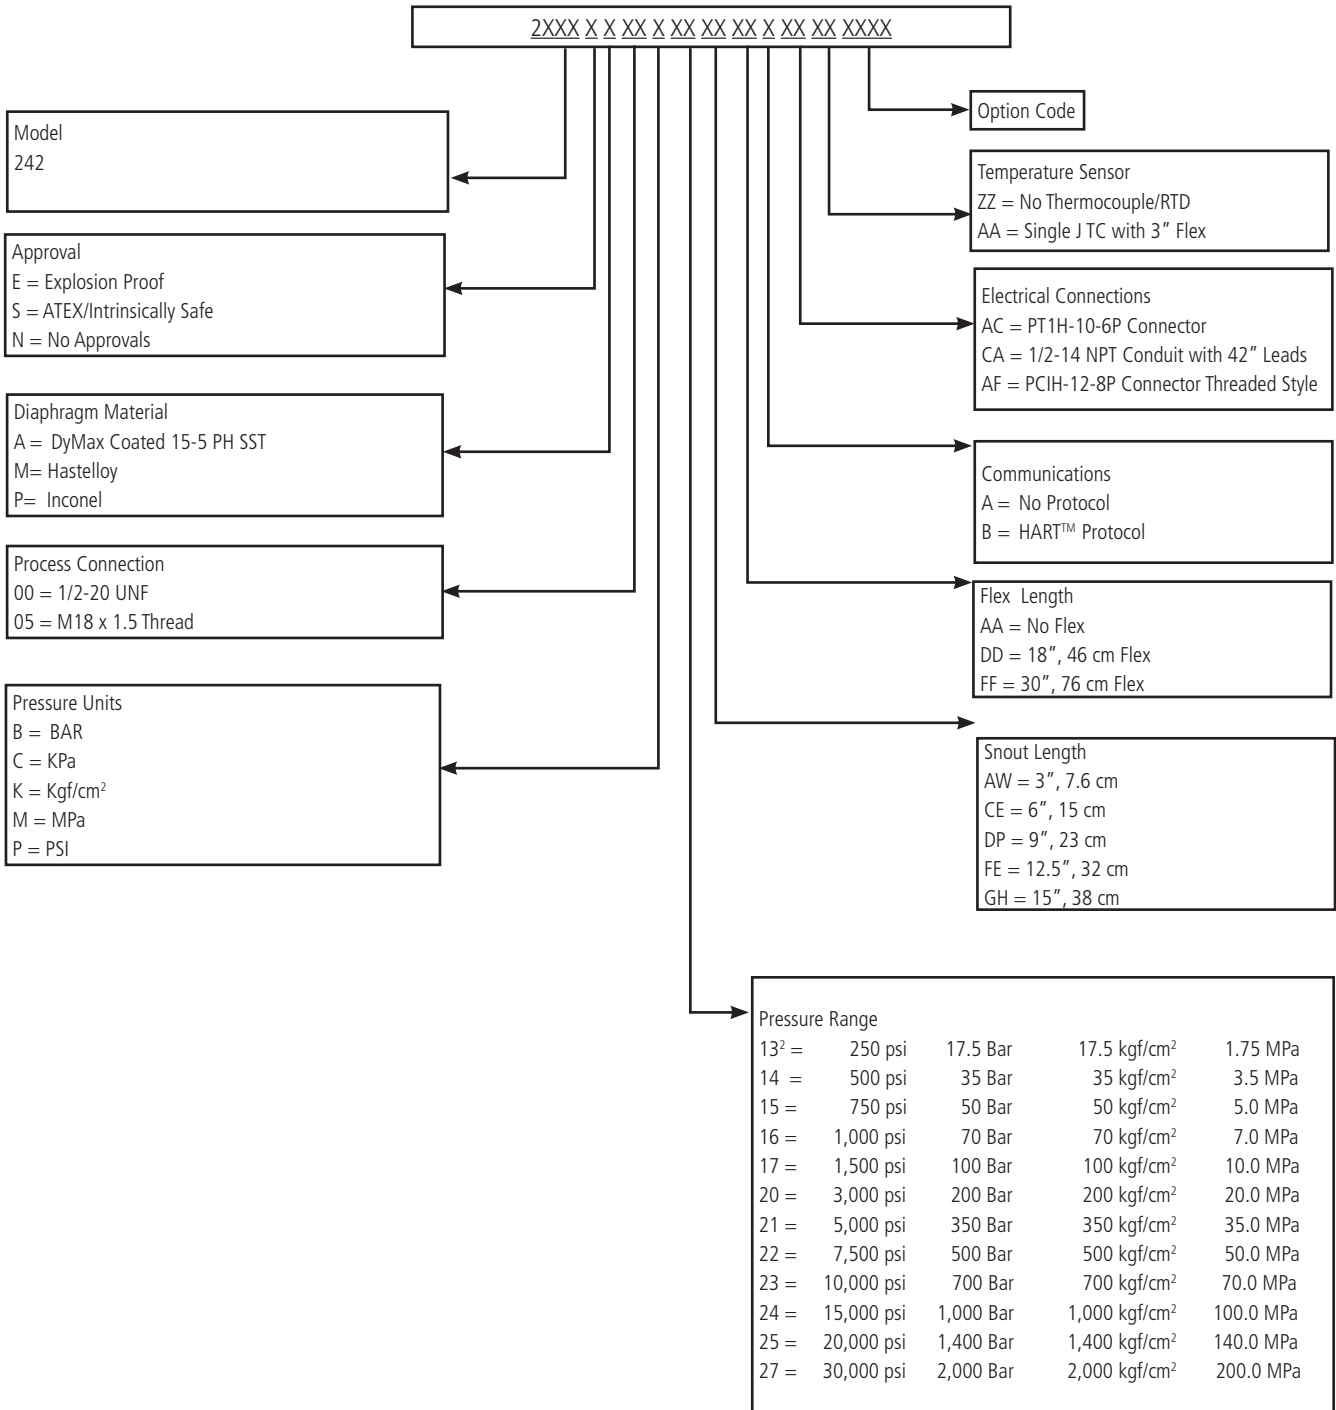 2XXX X X XX X XX XX XX X XX XX XXXX
Model
242
Approval
E = Explosion Proof
S = ATEX/Intrinsically Safe
N = No Approvals
Diaphragm Material
A = DyMax Coated 15-5 PH SST
M= Hastelloy
P= Inconel
Process Connection
00 = 1/2-20 UNF
05 = M18 x 1.5 Thread
Pressure Units
B = BAR
C = KPa
K = Kgf/cm²
M = MPa
P = PSI
Option Code
Temperature Sensor
ZZ = No Thermocouple/RTD
AA = Single J TC with 3” Flex
Electrical Connections
AC = PT1H-10-6P Connector
CA = 1/2-14 NPT Conduit with 42” Leads
AF = PCIH-12-8P Connector Threaded Style
Communications
A = No Protocol
B = HART™ Protocol
Flex Length
AA = No Flex
DD = 18”, 46 cm Flex
FF = 30”, 76 cm Flex
Snout Length
AW = 3”, 7.6 cm
CE = 6”, 15 cm
DP = 9”, 23 cm
FE = 12.5”, 32 cm
GH = 15”, 38 cm
Pressure Range
13² = 250 psi 17.5 Bar 17.5 kgf/cm² 1.75 MPa
14 = 500 psi 35 Bar 35 kgf/cm² 3.5 MPa
15 = 750 psi 50 Bar 50 kgf/cm² 5.0 MPa
16 = 1,000 psi 70 Bar 70 kgf/cm² 7.0 MPa
17 = 1,500 psi 100 Bar 100 kgf/cm² 10.0 MPa
20 = 3,000 psi 200 Bar 200 kgf/cm² 20.0 MPa
21 = 5,000 psi 350 Bar 350 kgf/cm² 35.0 MPa
22 = 7,500 psi 500 Bar 500 kgf/cm² 50.0 MPa
23 = 10,000 psi 700 Bar 700 kgf/cm² 70.0 MPa
24 = 15,000 psi 1,000 Bar 1,000 kgf/cm² 100.0 MPa
25 = 20,000 psi 1,400 Bar 1,400 kgf/cm² 140.0 MPa
27 = 30,000 psi 2,000 Bar 2,000 kgf/cm² 200.0 MPa